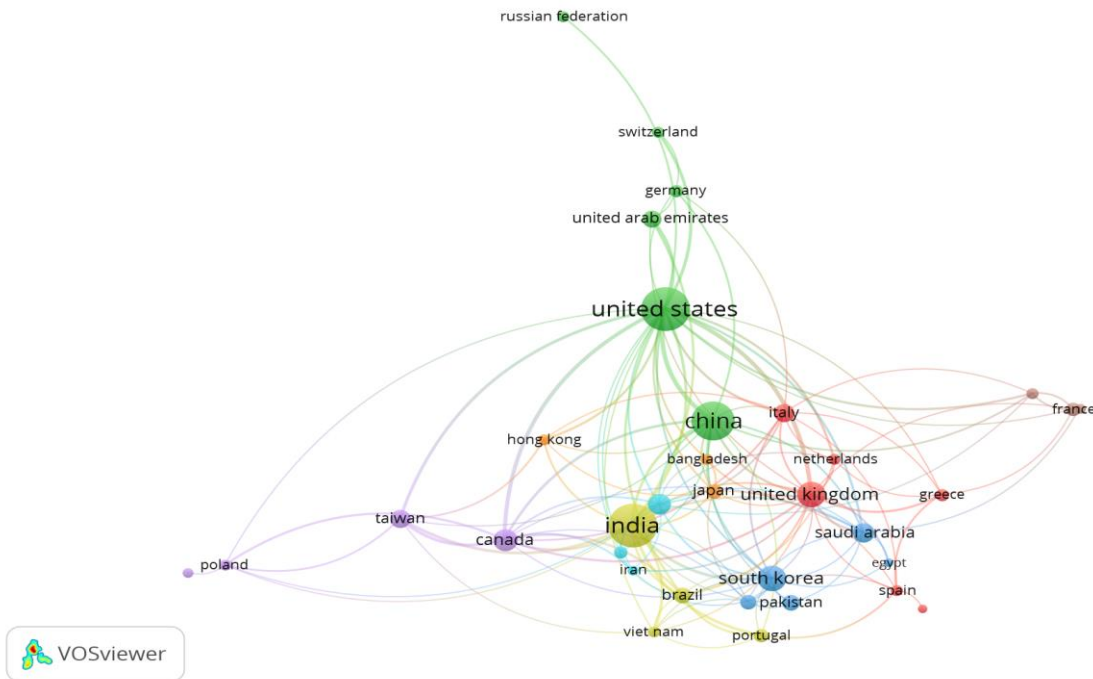 russian federation
switzerland
germany
united arab emirates
united states
china
italy
france
hong kong
bangladesh
netherlands
japan
united kingdom
greece
taiwan
india
saudi arabia
canada
poland
iran
egypt
south korea
brazil
pakistan
spain
viet nam
portugal
VOSviewer